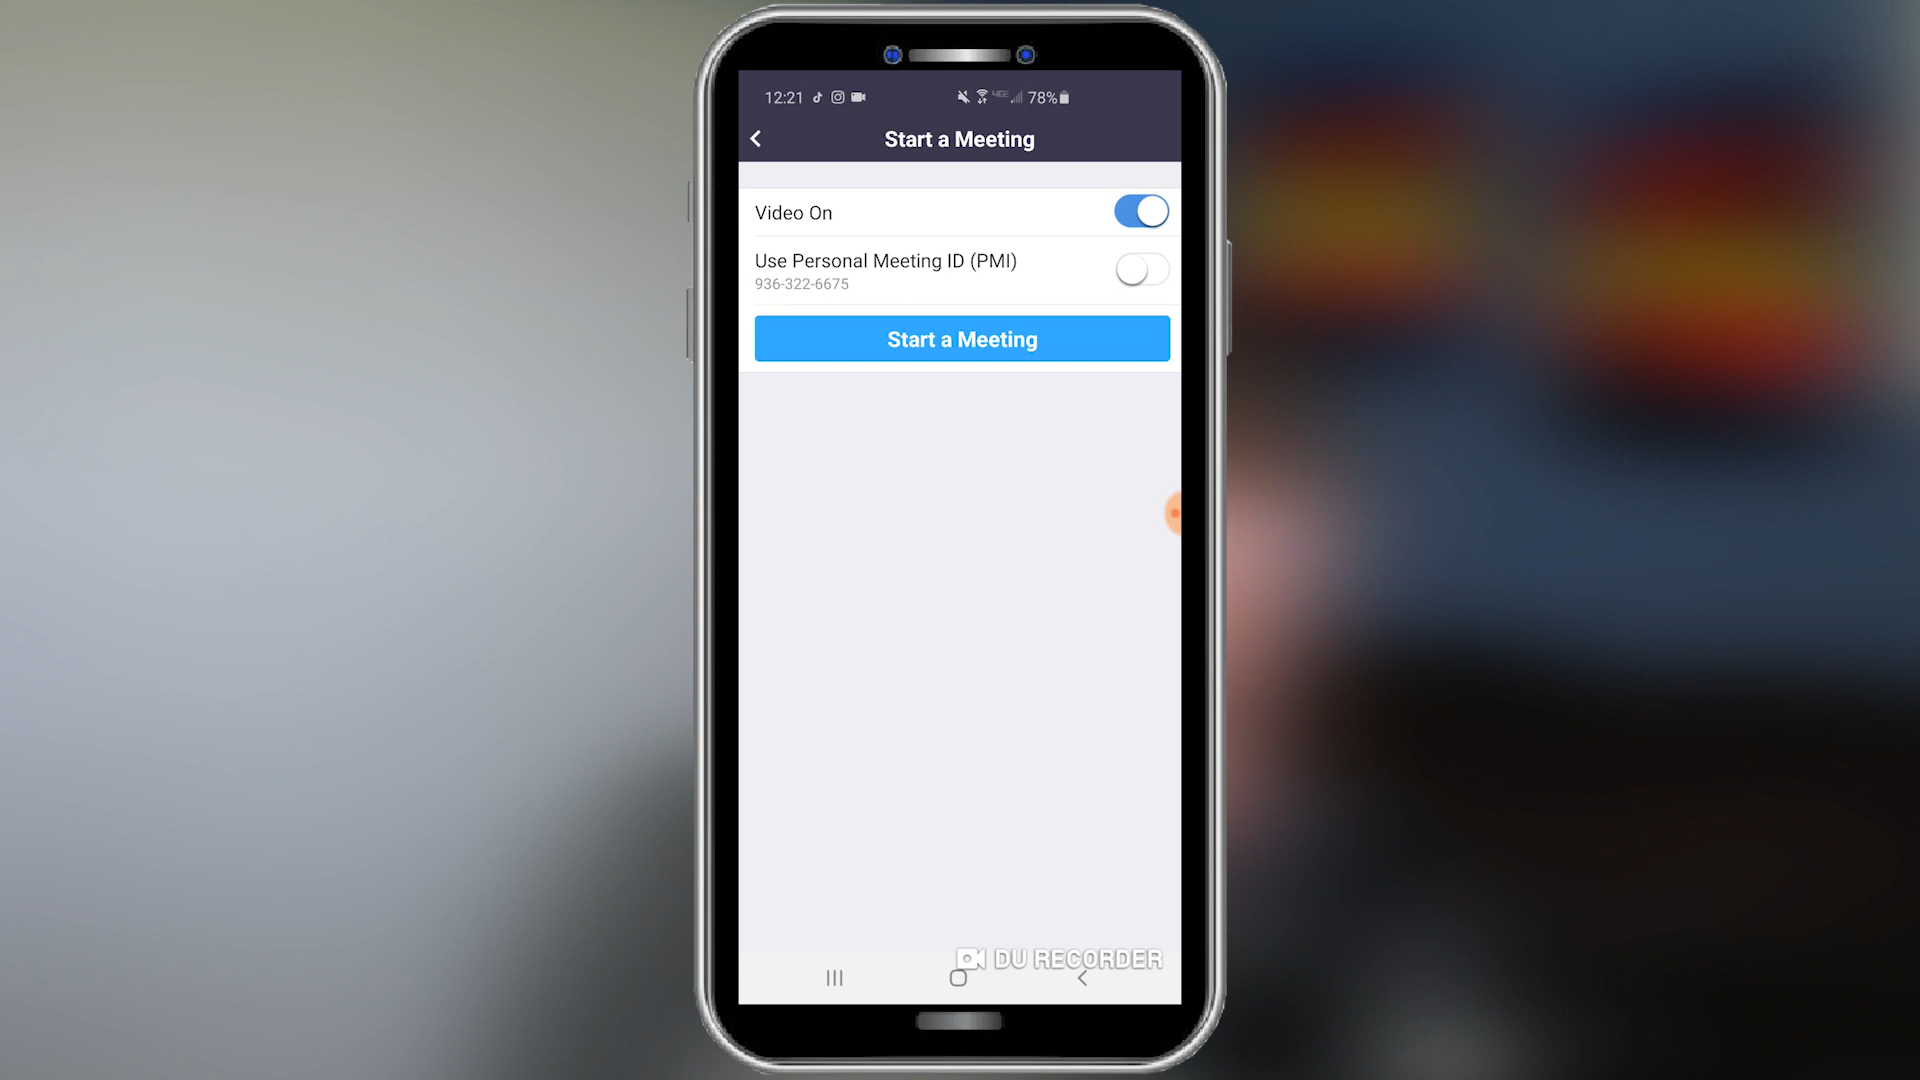 12:21 78%
Start a Meeting
Video On
Use Personal Meeting ID (PMI)
936-322-6675
Start a Meeting
DU RECORDER